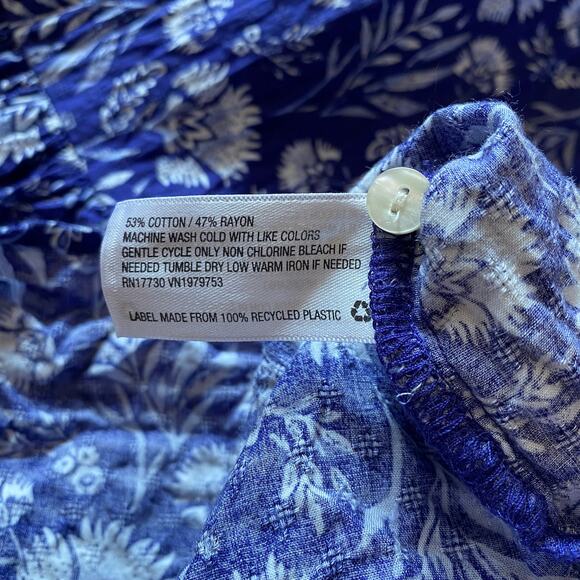 53% COTTON / 47% RAYON
MACHINE WASH COLD WITH LIKE COLORS
GENTLE CYCLE ONLY NON CHLORINE BLEACH IF
NEEDED TUMBLE DRY LOW WARM IRON IF NEEDED
RN17730 VN1979753
LABEL MADE FROM 100% RECYCLED PLASTIC